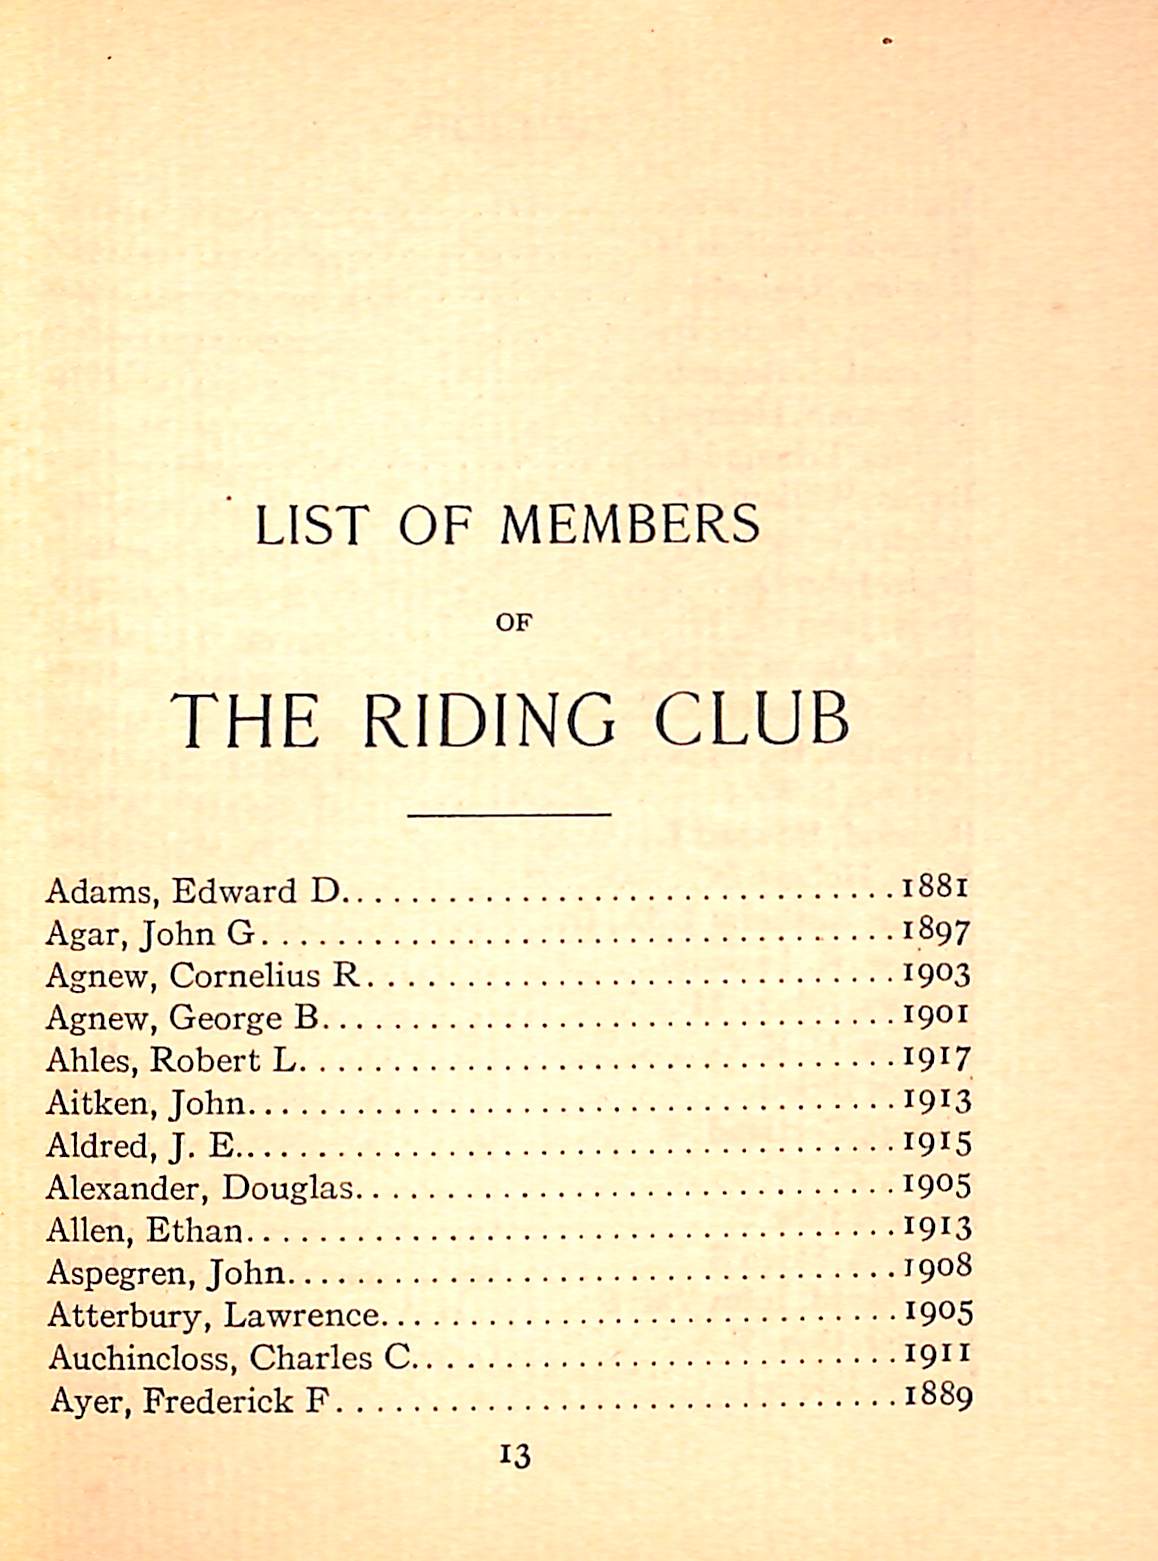 LIST OF MEMBERS
OF
THE RIDING CLUB
Adams, Edward D..............................1881
Agar, John G...................................1897
Agnew, Cornelius R.............................1903
Agnew, George B...............................1901
Ahles, Robert L.................................1917
Aitken, John....................................1913
Aldred, J. E.....................................1915
Alexander, Douglas..............................1905
Allen, Ethan....................................1913
Aspegren, John..................................1908
Atterbury, Lawrence.............................1905
Auchincloss, Charles C...........................1911
Ayer, Frederick F...............................1889
13